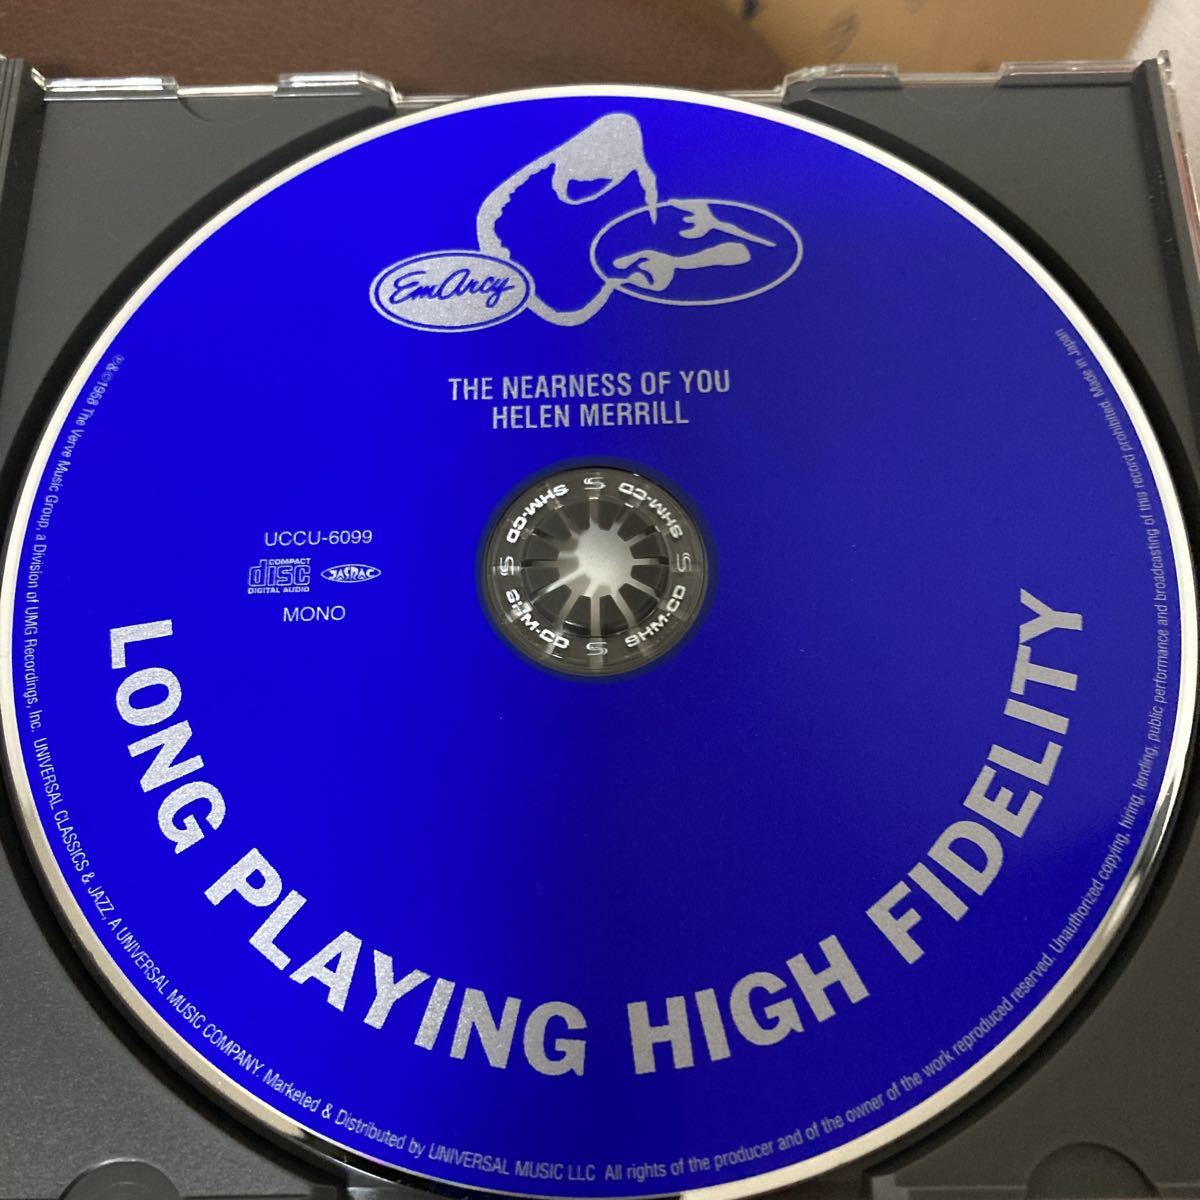 EmArcy
THE NEARNESS OF YOU
HELEN MERRILL
UCCU-6099
COMPACT
disc
DIGITAL AUDIO
JASRAC
MONO
SHM-CD S SHM-CD S SHM-CD S SHM-CD S
LONG PLAYING HIGH FIDELITY
℗&©1958 The Verve Music Group, a Division of UMG Recordings, Inc. UNIVERSAL CLASSICS & JAZZ, A UNIVERSAL MUSIC COMPANY. Marketed & Distributed by UNIVERSAL MUSIC LLC All rights of the producer and of the owner of the work reproduced reserved. Unauthorized copying, hiring, lending, public performance and broadcasting of this record prohibited Made in Japan